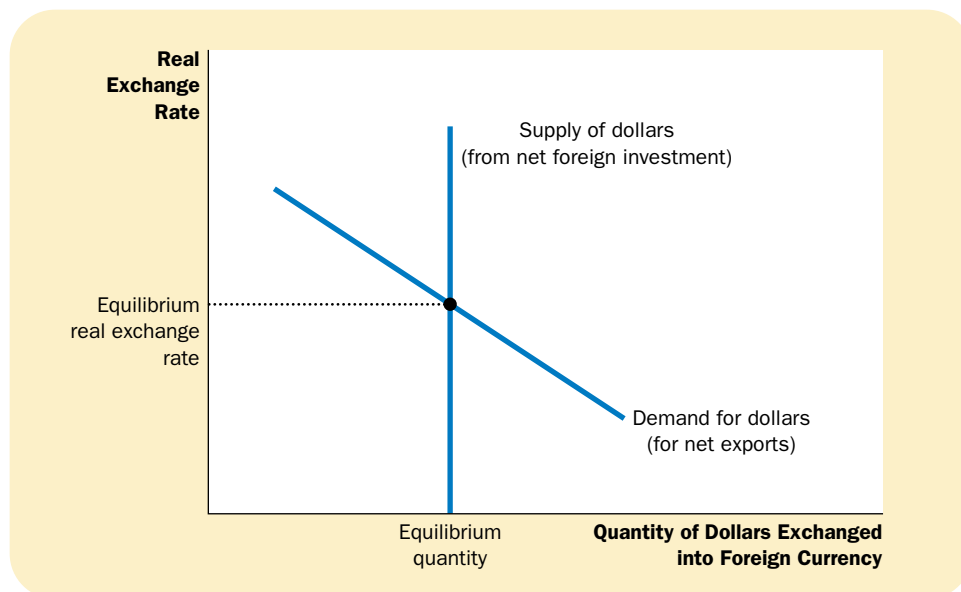 Real
Exchange
Rate
Supply of dollars
(from net foreign investment)
Equilibrium
real exchange
rate
Demand for dollars
(for net exports)
Equilibrium
quantity
Quantity of Dollars Exchanged
into Foreign Currency